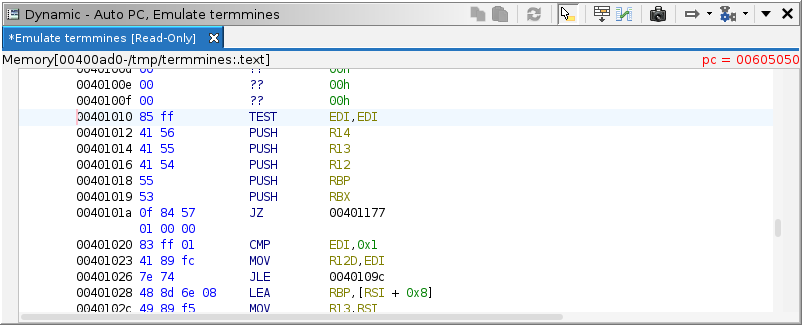 Dynamic - Auto PC, Emulate termmines
*Emulate termmines [Read-Only]
Memory[00400ad0-/tmp/termmines:.text] pc = 00605050
0040100d 00 ?? 00h
0040100e 00 ?? 00h
0040100f 00 ?? 00h
00401010 85 ff TEST EDI,EDI
00401012 41 56 PUSH R14
00401014 41 55 PUSH R13
00401016 41 54 PUSH R12
00401018 55 PUSH RBP
00401019 53 PUSH RBX
0040101a 0f 84 57 JZ 00401177
01 00 00
00401020 83 ff 01 CMP EDI,0x1
00401023 41 89 fc MOV R12D,EDI
00401026 7e 74 JLE 0040109c
00401028 48 8d 6e 08 LEA RBP,[RSI + 0x8]
0040102c 49 89 f5 MOV R13,RSI